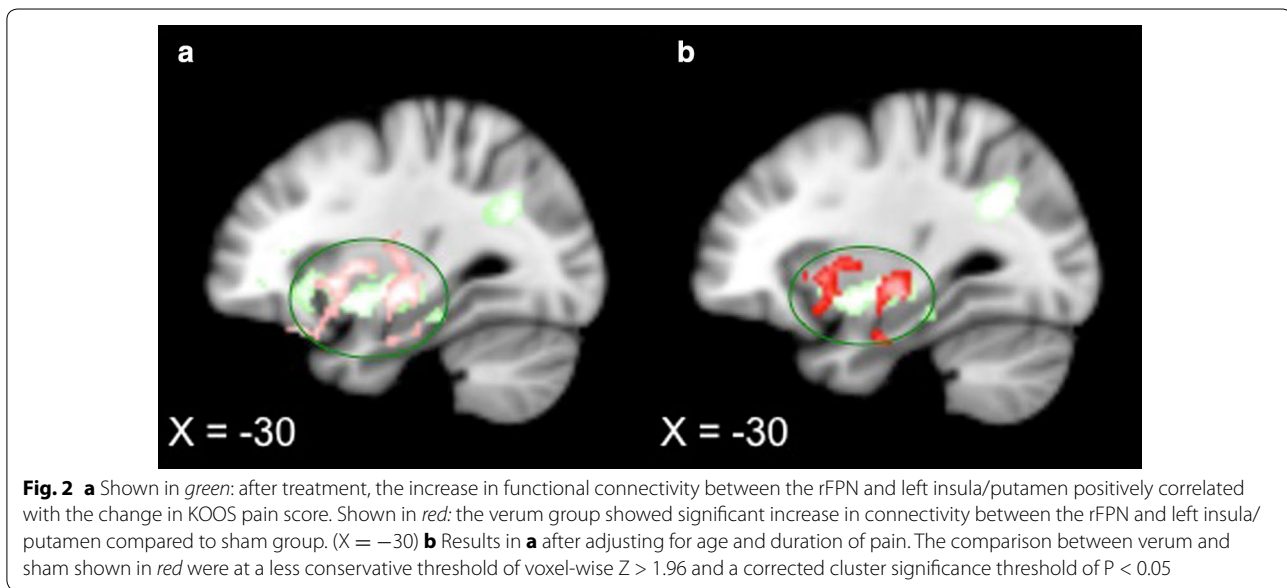 a
b
X = -30
X = -30
Fig. 2 a Shown in green: after treatment, the increase in functional connectivity between the rFPN and left insula/putamen positively correlated
with the change in KOOS pain score. Shown in red: the verum group showed significant increase in connectivity between the rFPN and left insula/
putamen compared to sham group. (X = −30) b Results in a after adjusting for age and duration of pain. The comparison between verum and
sham shown in red were at a less conservative threshold of voxel-wise Z > 1.96 and a corrected cluster significance threshold of P < 0.05